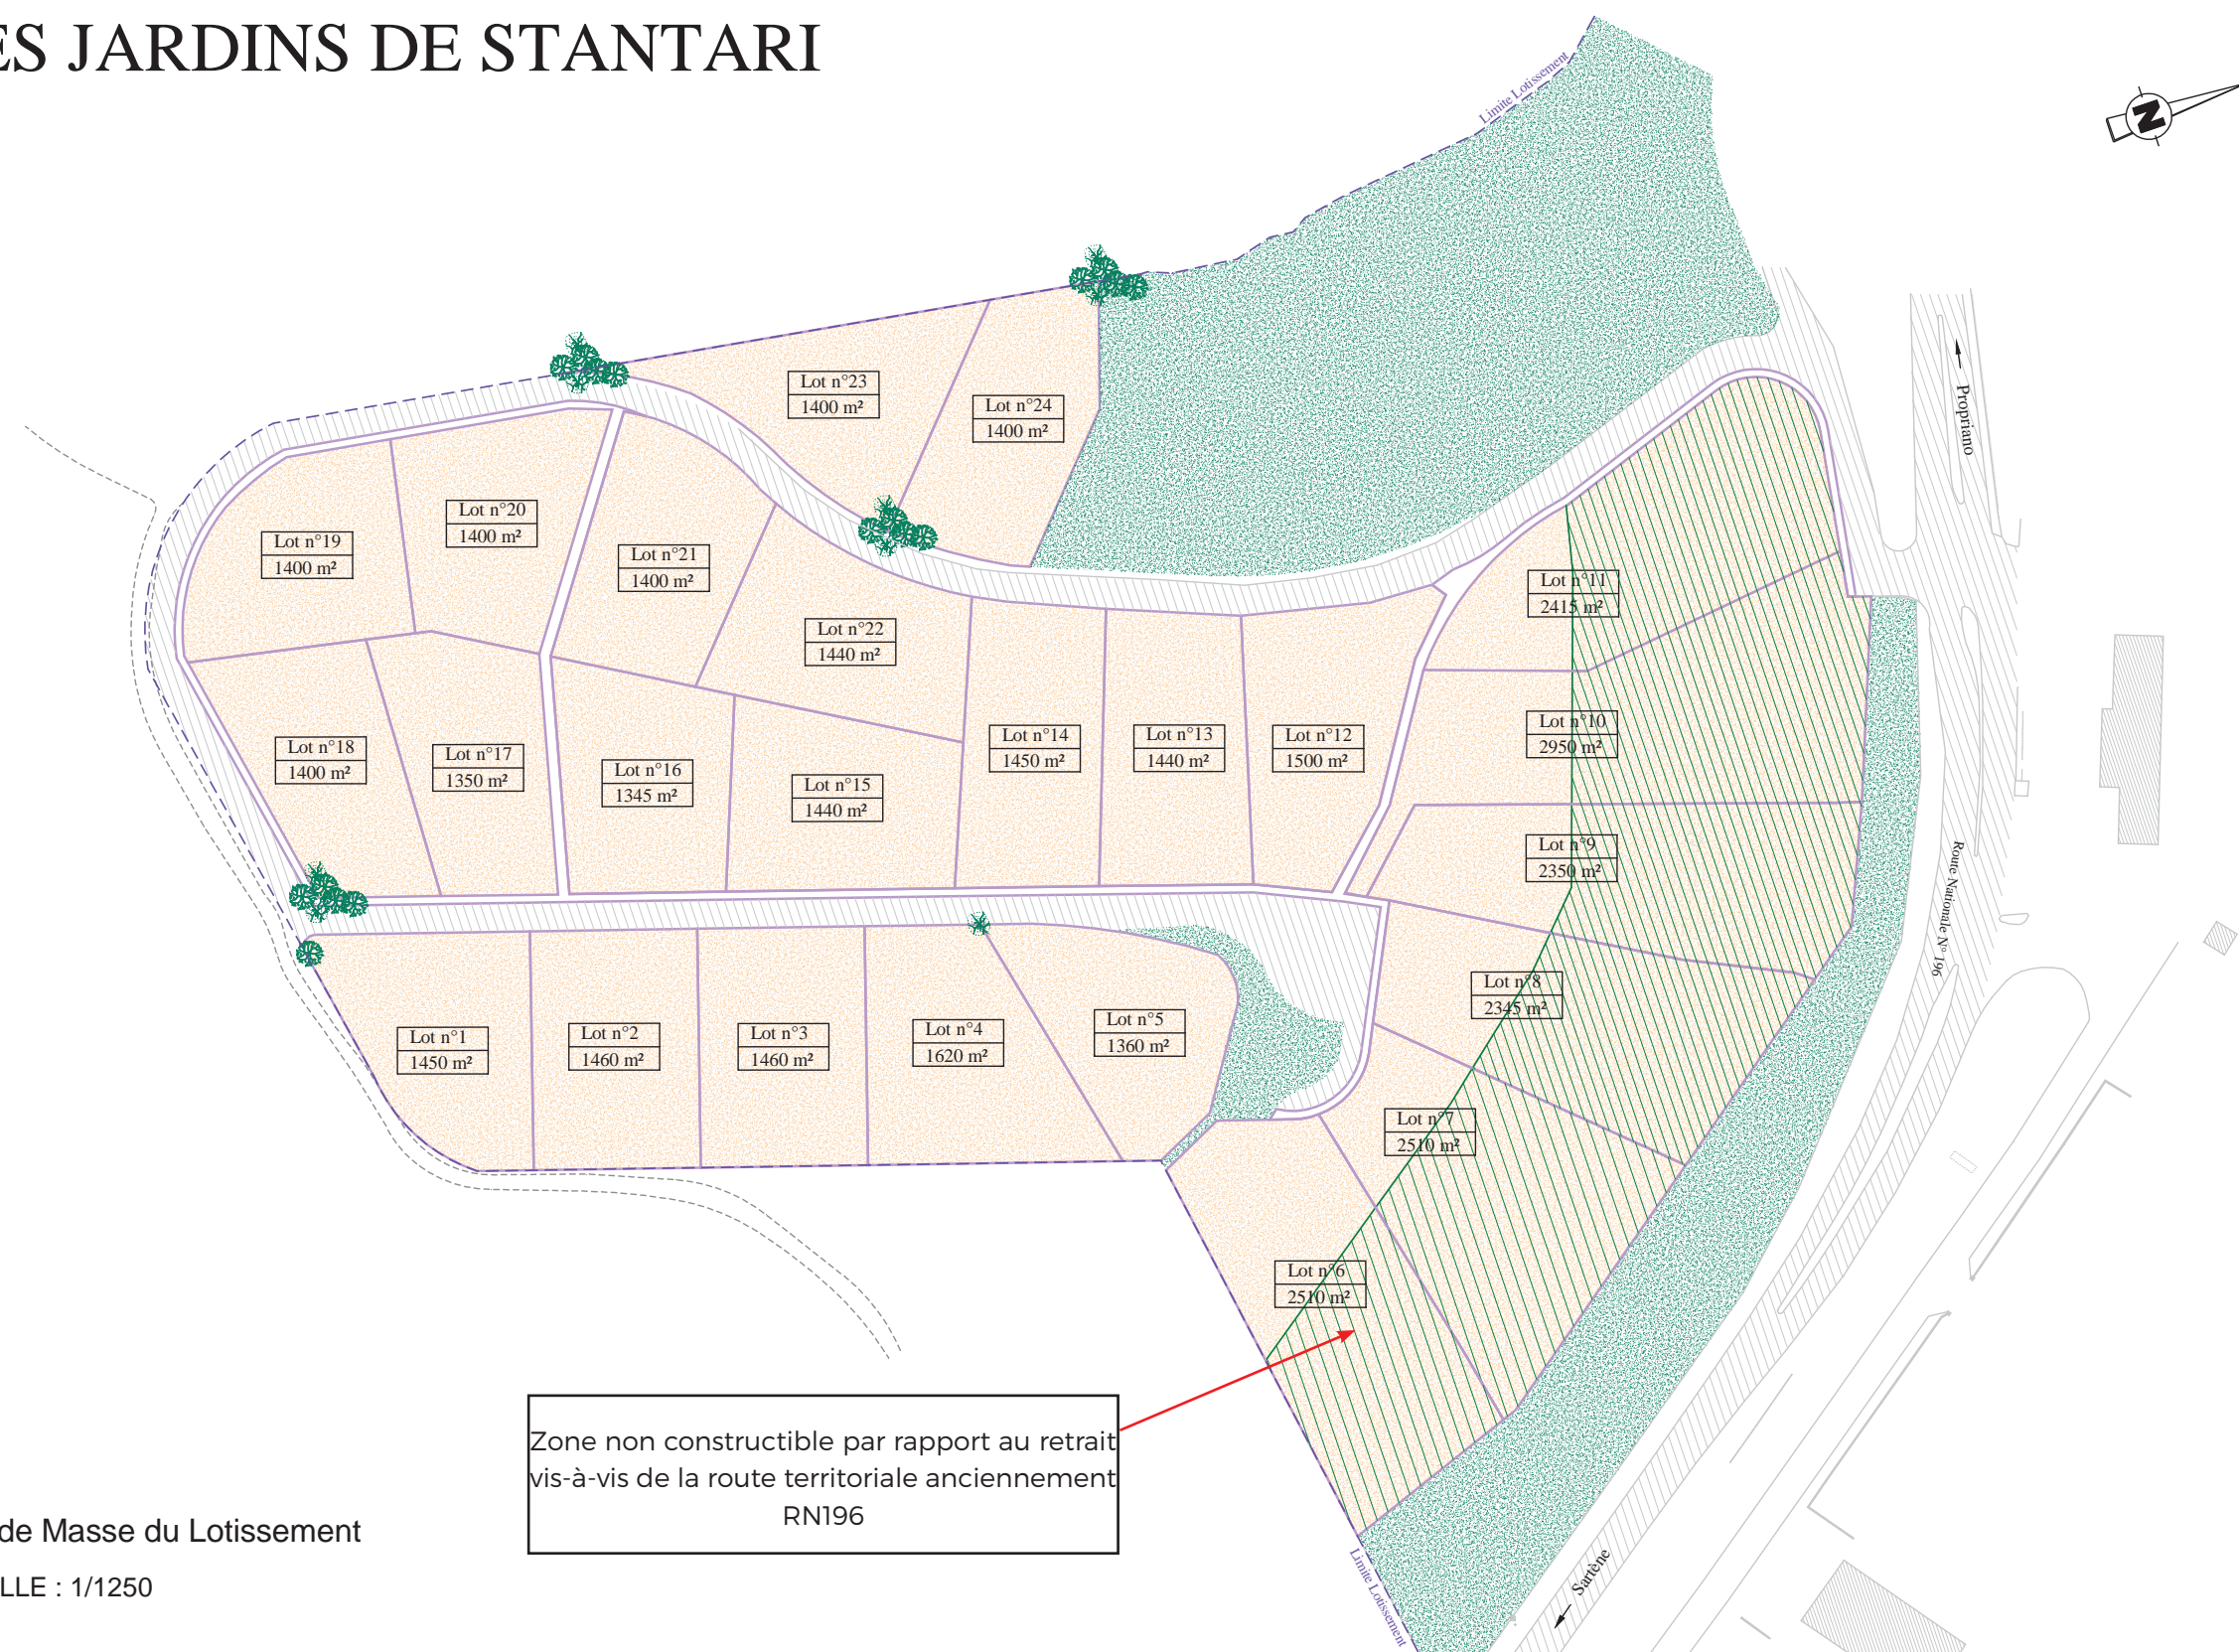 ES JARDINS DE STANTARI
Limite Lotissement
N
Propriano
Lot n°23
1400 m²
Lot n°24
1400 m²
Lot n°20
1400 m²
Lot n°19
1400 m²
Lot n°21
1400 m²
Lot n°22
1440 m²
Lot n°11
2415 m²
Lot n°10
2950 m²
Lot n°18
1400 m²
Lot n°17
1350 m²
Lot n°16
1345 m²
Lot n°15
1440 m²
Lot n°14
1450 m²
Lot n°13
1440 m²
Lot n°12
1500 m²
Lot n°9
2350 m²
Route Nationale N° 196
Lot n°8
2345 m²
Lot n°1
1450 m²
Lot n°2
1460 m²
Lot n°3
1460 m²
Lot n°4
1620 m²
Lot n°5
1360 m²
Lot n°7
2510 m²
Lot n°6
2510 m²
Zone non constructible par rapport au retrait
vis-à-vis de la route territoriale anciennement
RN196
de Masse du Lotissement
LLE : 1/1250
Limite Lotissement
Sartène